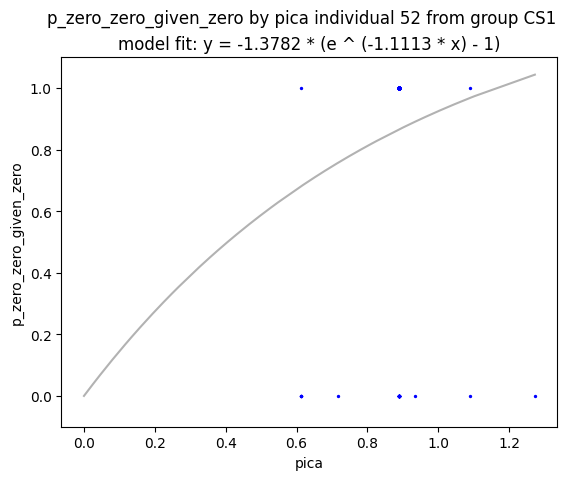 p_zero_zero_given_zero by pica individual 52 from group CS1
model fit: y = -1.3782 * (e ^ (-1.1113 * x) - 1)
1.0
0.8
0.6
0.4
0.2
0.0
p_zero_zero_given_zero
0.0 0.2 0.4 0.6 0.8 1.0 1.2
pica